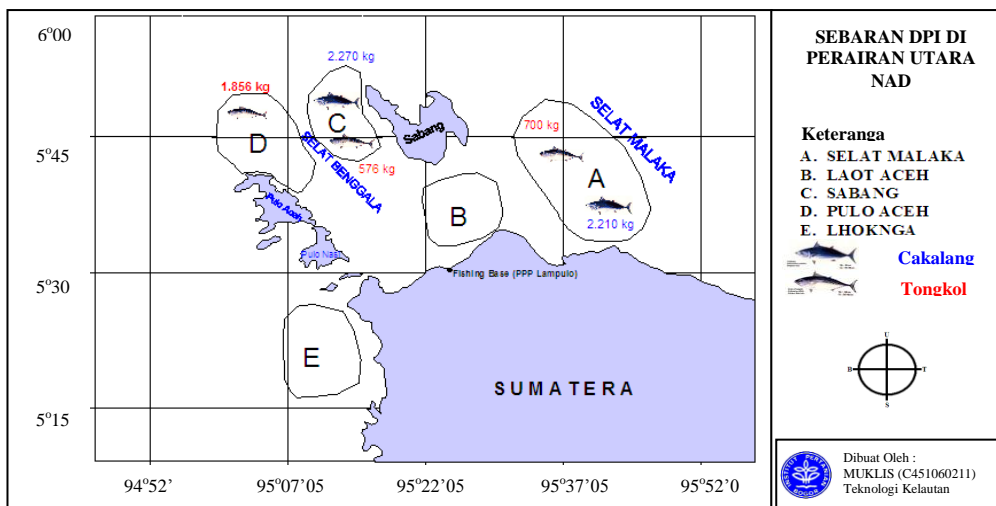 6°00
5°45
5°30
5°15
94°52'
95°07'05
95°22'05
95°37'05
95°52'0
2.270 kg
1.856 kg
C
D
576 kg
SELAT BENGGALA
Sabang
700 kg
SELAT MALAKA
A
2.210 kg
B
Pulo Aceh
Pulo Nasi
Fishing Base (PPP Lampulo)
E
SUMATERA
SEBARAN DPI DI
PERAIRAN UTARA
NAD
Keteranga
A. SELAT MALAKA
B. LAOT ACEH
C. SABANG
D. PULO ACEH
E. LHOKNGA
Cakalang
Tongkol
U
B T
S
INSTITUT PERTANIAN
BOGOR
Dibuat Oleh :
MUKLIS (C451060211)
Teknologi Kelautan